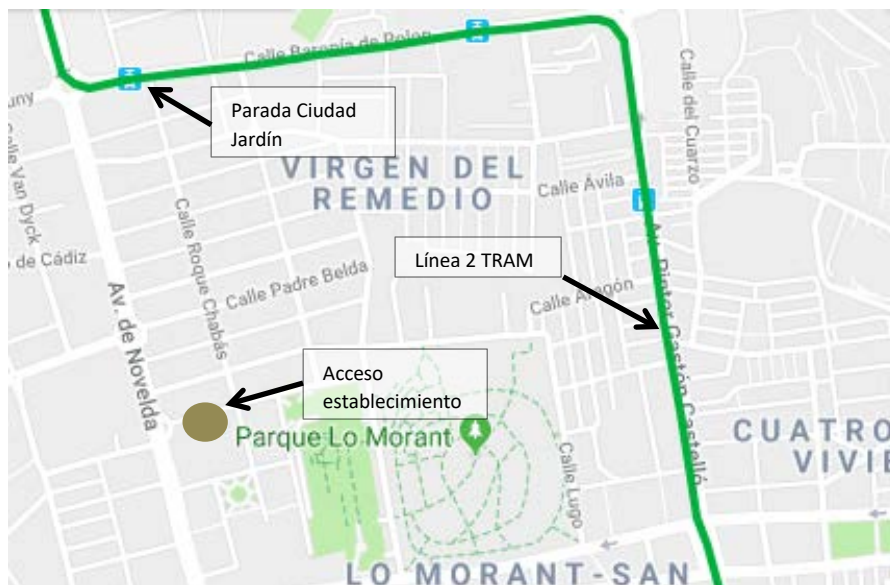 Calle Baronía de Polop
uny
Parada Ciudad
Jardín
Calle del Cuarzo
VIRGEN DEL
REMEDIO
Calle Ávila
Calle Van Dyck
Calle Roque Chabás
de Cádiz
Línea 2 TRAM
Calle Padre Belda
Calle Aragón
Av. Pintor Gastón Castelló
Av. de Novelda
Acceso
establecimiento
Parque Lo Morant
CUATRO
VIVIE
Calle Lugo
LO MORANT-SAN